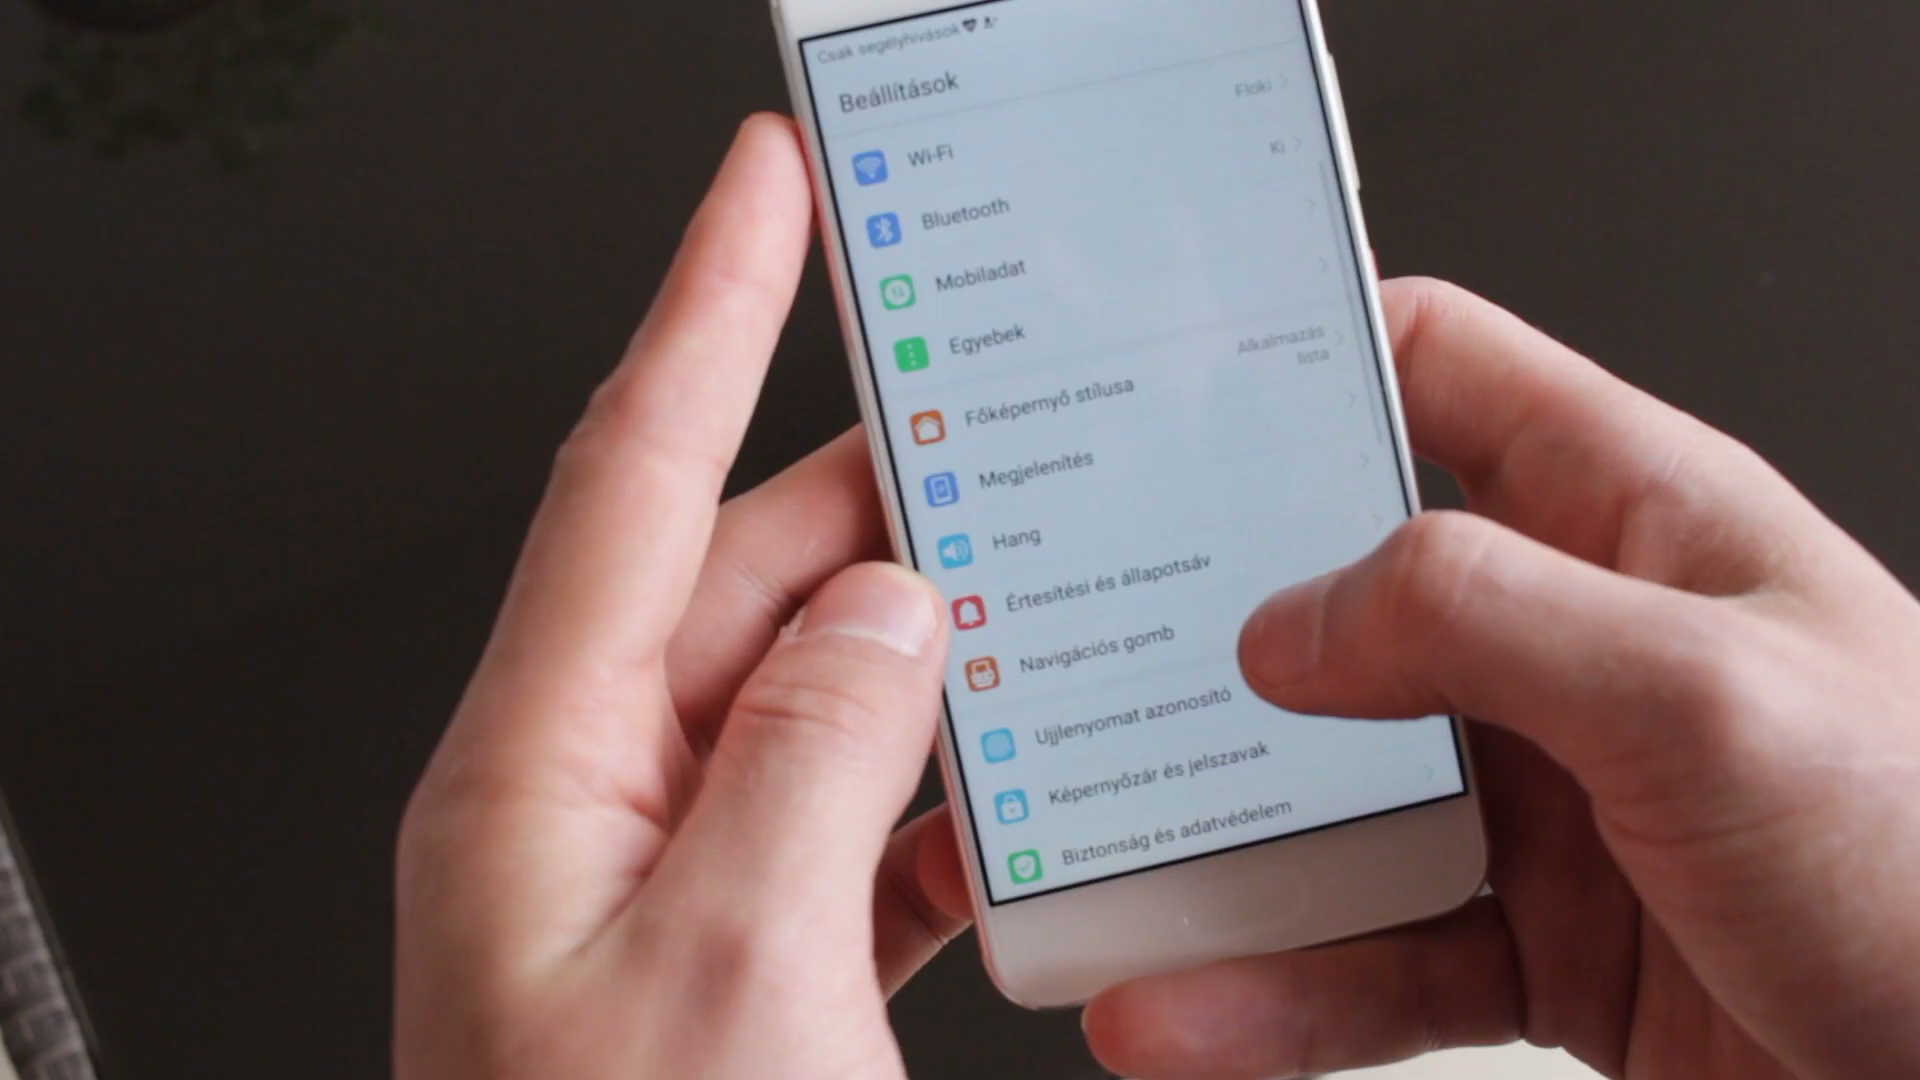 Csak segélyhívások
Beállítások
Wi-Fi Floki
Bluetooth Ki
Mobiladat
Egyebek
Főképernyő stílusa Alkalmazás
lista
Megjelenítés
Hang
Értesítési és állapotsáv
Navigációs gomb
Ujjlenyomat azonosító
Képernyőzár és jelszavak
Biztonság és adatvédelem